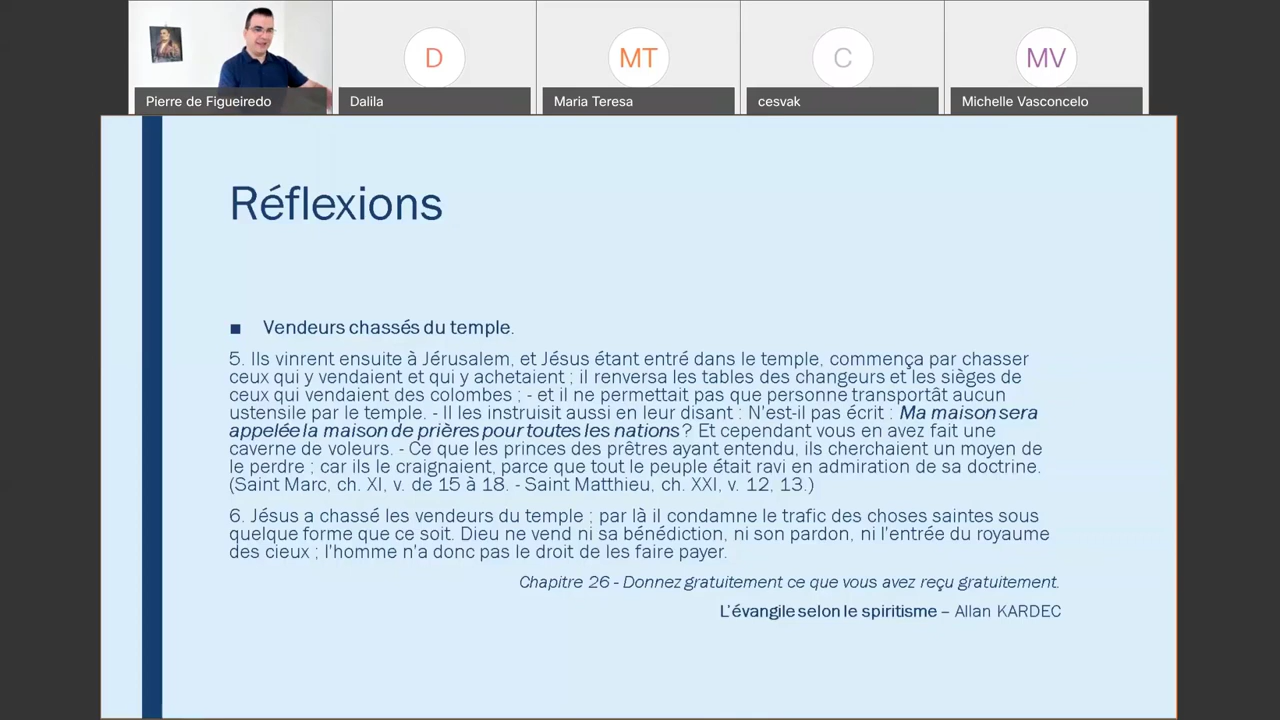 D
MT
C
MV
Pierre de Figueiredo
Dalila
Maria Teresa
cesvak
Michelle Vasconcelo
Réflexions
■ Vendeurs chassés du temple.
5. Ils vinrent ensuite à Jérusalem, et Jésus étant entré dans le temple, commença par chasser
ceux qui y vendaient et qui y achetaient ; il renversa les tables des changeurs et les sièges de
ceux qui vendaient des colombes ; - et il ne permettait pas que personne transportât aucun
ustensile par le temple. - Il les instruisit aussi en leur disant : N'est-il pas écrit : Ma maison sera
appelée la maison de prières pour toutes les nations ? Et cependant vous en avez fait une
caverne de voleurs. - Ce que les princes des prêtres ayant entendu, ils cherchaient un moyen de
le perdre ; car ils le craignaient, parce que tout le peuple était ravi en admiration de sa doctrine.
(Saint Marc, ch. XI, v. de 15 à 18. - Saint Matthieu, ch. XXI, v. 12, 13.)
6. Jésus a chassé les vendeurs du temple ; par là il condamne le trafic des choses saintes sous
quelque forme que ce soit. Dieu ne vend ni sa bénédiction, ni son pardon, ni l'entrée du royaume
des cieux ; l'homme n'a donc pas le droit de les faire payer.
Chapitre 26 - Donnez gratuitement ce que vous avez reçu gratuitement.
L'évangile selon le spiritisme – Allan KARDEC